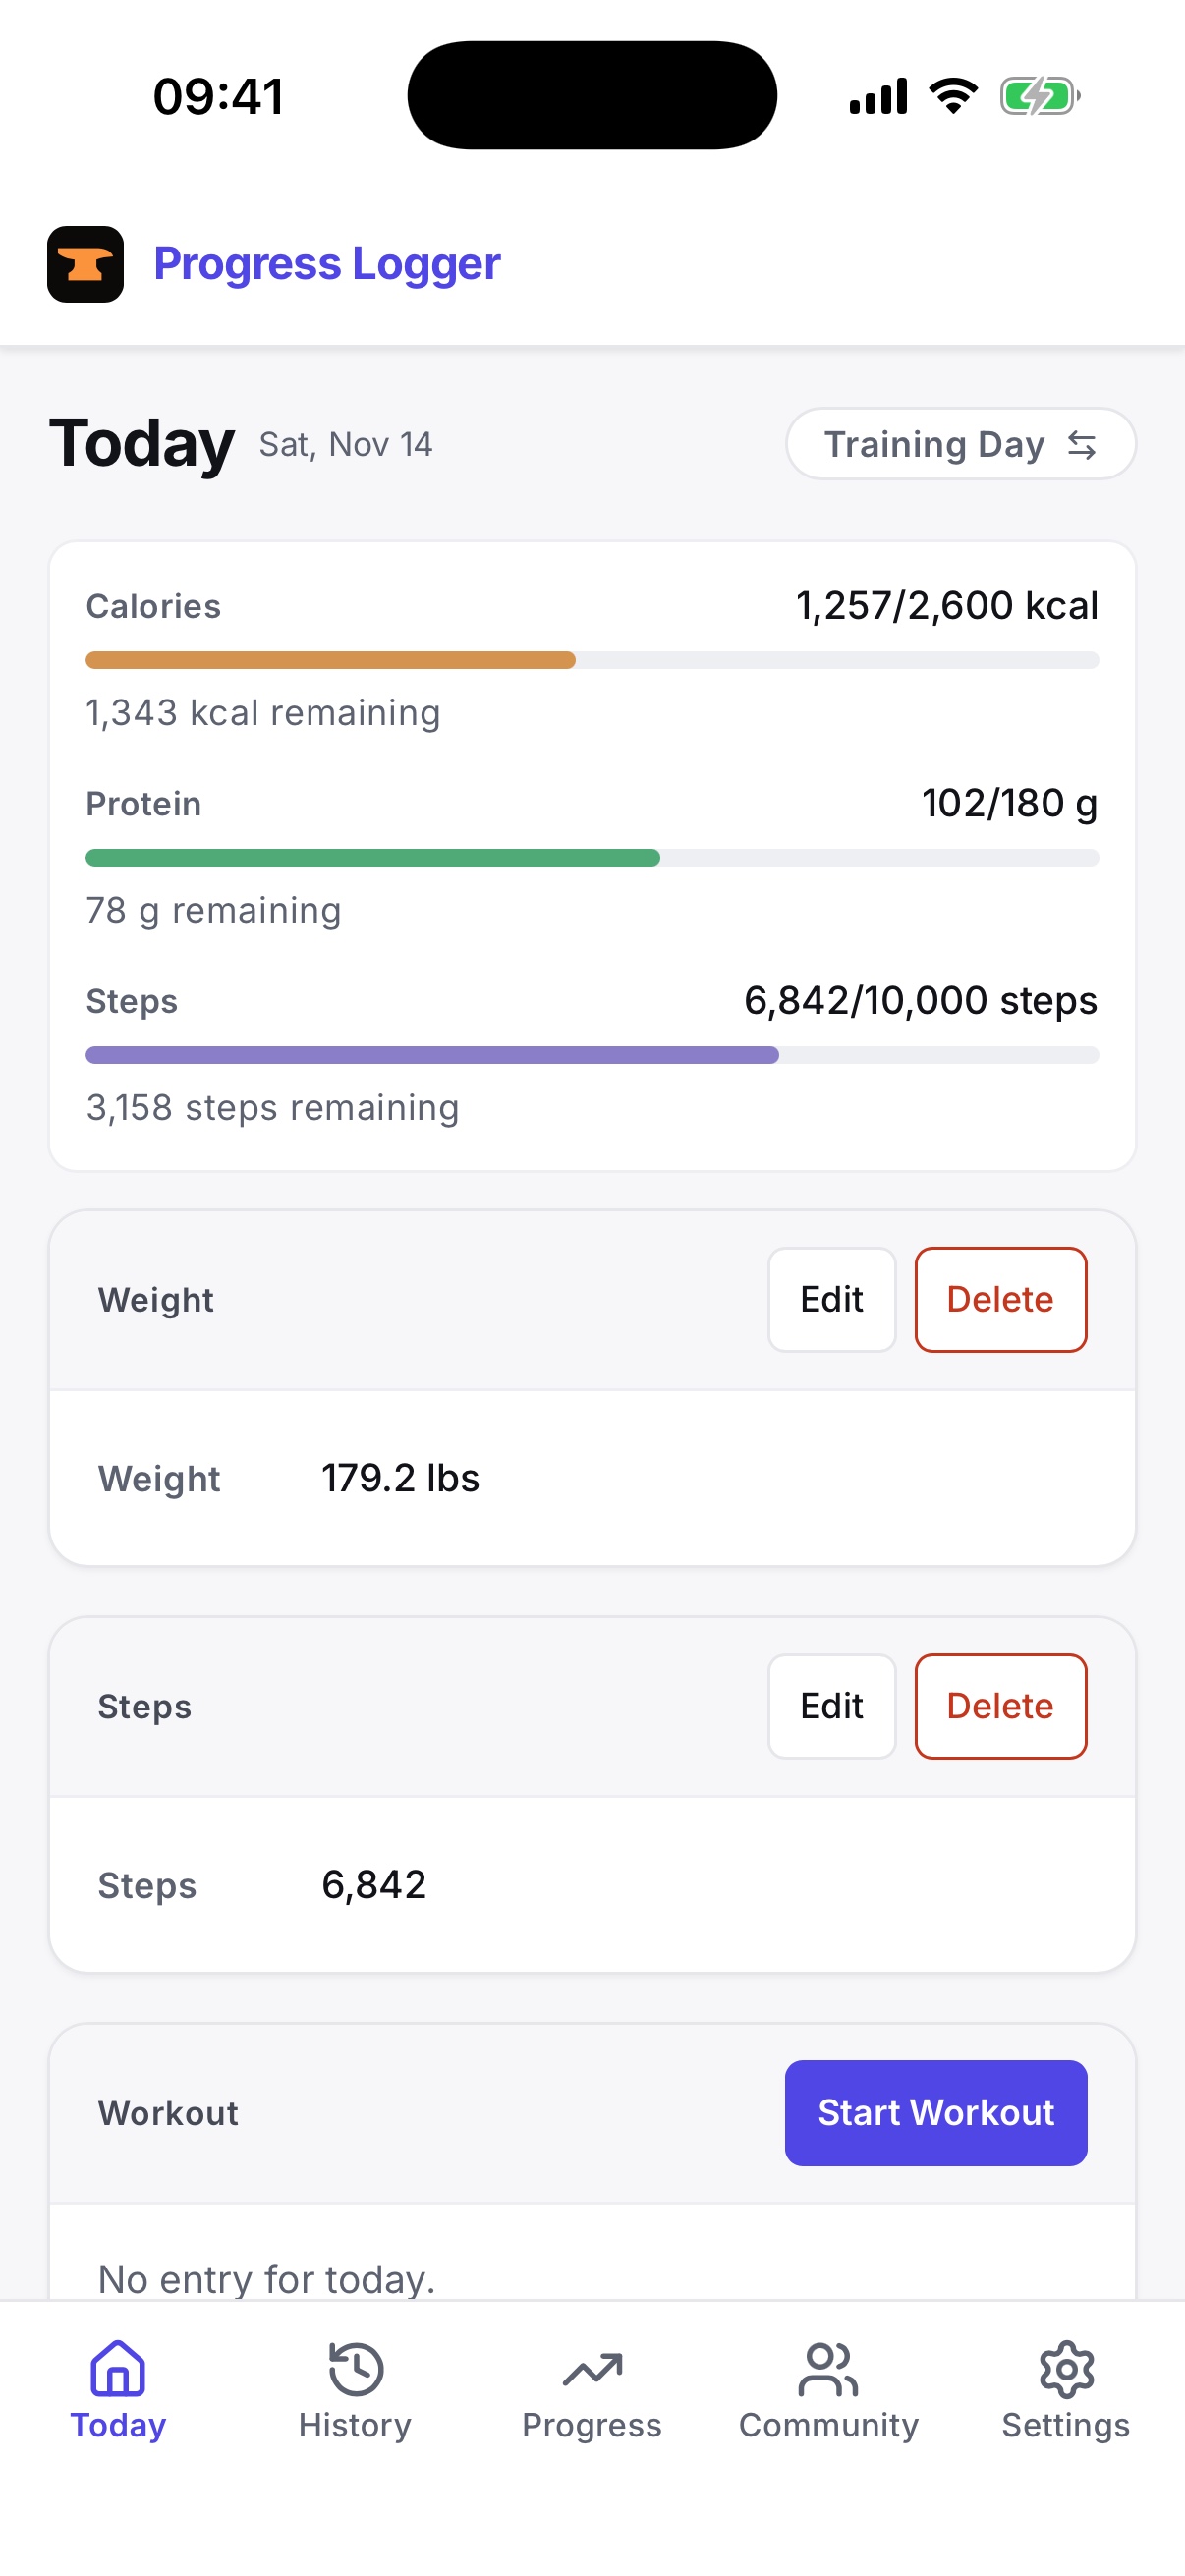 09:41
Progress Logger
Today Sat, Nov 14 Training Day
Calories 1,257/2,600 kcal
1,343 kcal remaining
Protein 102/180 g
78 g remaining
Steps 6,842/10,000 steps
3,158 steps remaining
Weight Edit Delete
Weight 179.2 lbs
Steps Edit Delete
Steps 6,842
Workout Start Workout
No entry for today.
Today History Progress Community Settings